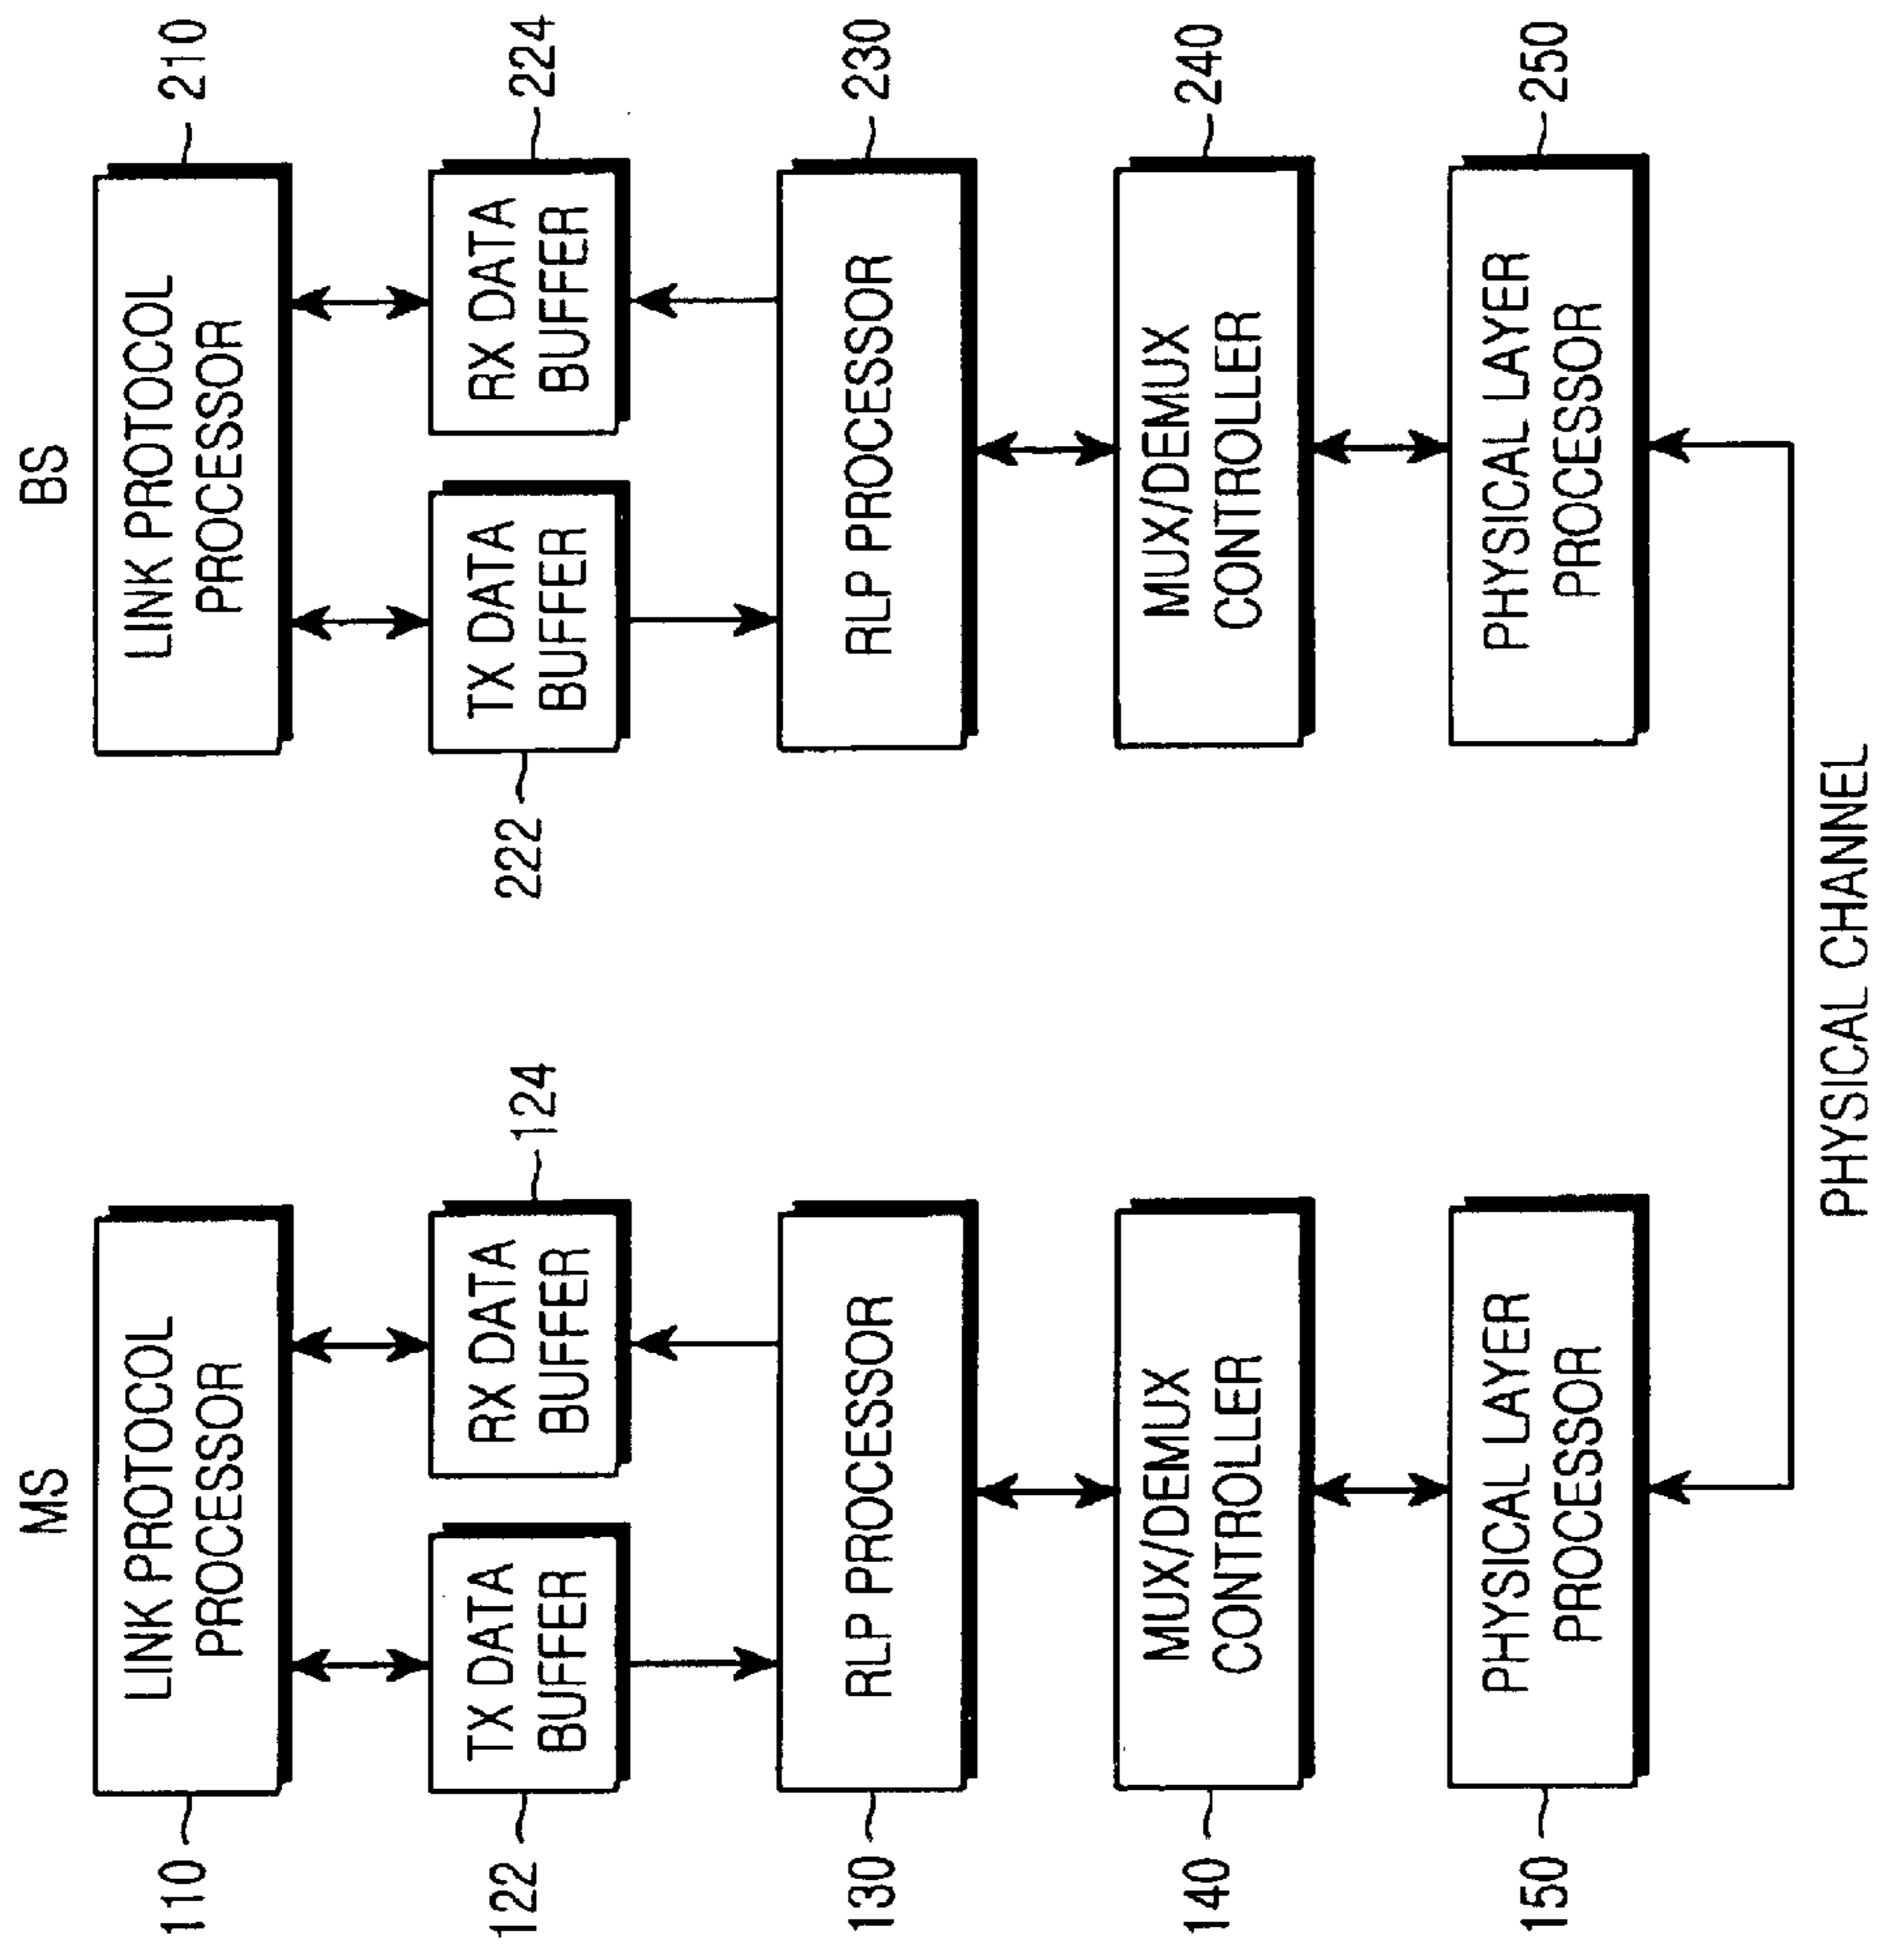 MS
110
LINK PROTOCOL
PROCESSOR
122
TX DATA
BUFFER
RX DATA
BUFFER
124
130
RLP PROCESSOR
140
MUX/DEMUX
CONTROLLER
150
PHYSICAL LAYER
PROCESSOR
BS
LINK PROTOCOL
PROCESSOR
210
222
TX DATA
BUFFER
RX DATA
BUFFER
224
RLP PROCESSOR
230
MUX/DEMUX
CONTROLLER
240
PHYSICAL LAYER
PROCESSOR
250
PHYSICAL CHANNEL